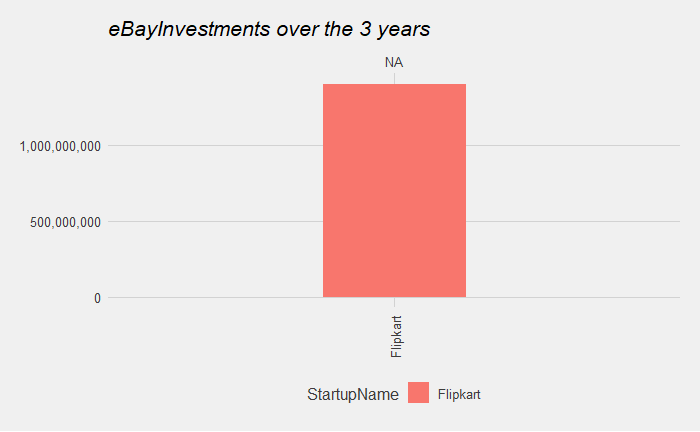 eBayInvestments over the 3 years
NA
1,000,000,000
500,000,000
0
Flipkart
StartupName Flipkart